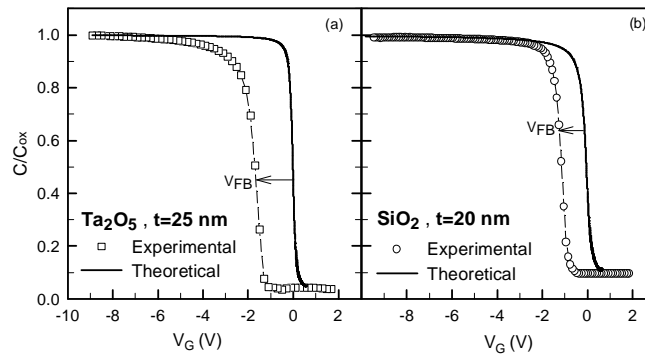 (a)
(b)
1.0
0.8
0.6
0.4
0.2
0.0
C/Cox
VFB
VFB
Ta2O5 , t=25 nm
Experimental
Theoretical
SiO2 , t=20 nm
Experimental
Theoretical
-10 -8 -6 -4 -2 0 2
-8 -6 -4 -2 0 2
VG (V)
VG (V)